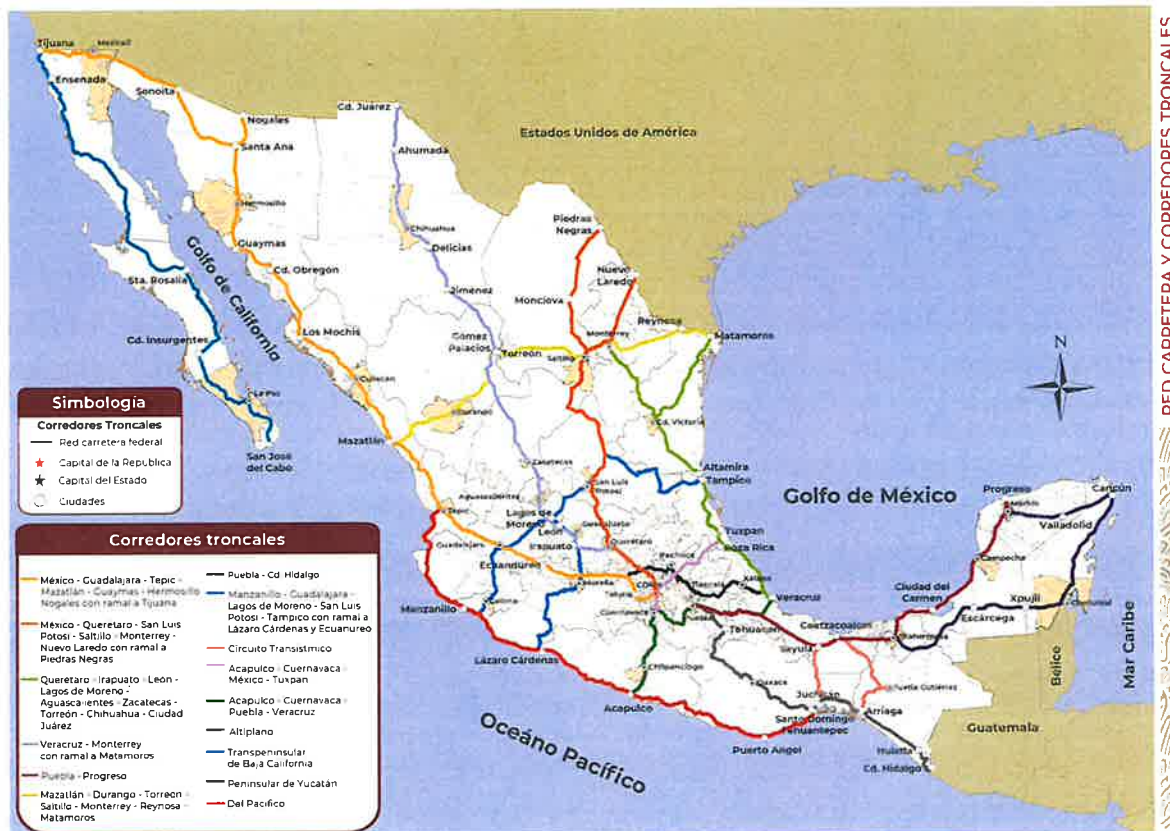 RED CARRETERA Y CORREDORES TRONCALES
Tijuana
Mexicali
Ensenada
Sonoita
Nogales
Santa Ana
Cd. Juárez
Ahumada
Estados Unidos de América
Hermosillo
Guaymas
Cd. Obregón
Chihuahua
Delicias
Jiménez
Piedras
Negras
Nuevo
Laredo
Monclova
Golfo de California
Sta. Rosalía
Cd. Insurgentes
Los Mochis
Culiacán
Gómez
Palacios
Torreón
Saltillo
Monterrey
Reynosa
Matamoros
N
La Paz
San José
del Cabo
Mazatlán
Durango
Cd. Victoria
Zacatecas
San Luis
Potosí
Altamira
Tampico
Golfo de México
Progreso
Mérida
Cancún
Valladolid
Aguascalientes
Tepic
Lagos de
Moreno
León
Guanajuato
Irapuato
Querétaro
Guadalajara
Ecuandureo
Morelia
Pachuca
Tuxpan
Poza Rica
Campeche
CDMX
Toluca
Tlaxcala
Xalapa
Veracruz
Ciudad del
Carmen
Xpujil
Chetumal
Escárcega
Manzanillo
Colima
Cuernavaca
Puebla
Tehuacán
Coatzacoalcos
Villahermosa
Sayula
Lázaro Cárdenas
Chilpancingo
Oaxaca
Tuxtla Gutiérrez
Acapulco
Juchitán
Arriaga
Santo Domingo
Tehuantepec
Puerto Angel
Huixtla
Cd. Hidalgo
Belice
Mar Caribe
Guatemala
Oceáno Pacífico
Simbología
Corredores Troncales
Red carretera federal
Capital de la Republica
Capital del Estado
Ciudades
Corredores troncales
México - Guadalajara - Tepic -
Mazatlán - Guaymas - Hermosillo
Nogales con ramal a Tijuana
México - Queretaro - San Luis
Potosí - Saltillo - Monterrey -
Nuevo Laredo con ramal a
Piedras Negras
Querétaro - Irapuato - León -
Lagos de Moreno -
Aguascalientes - Zacatecas -
Torreón - Chihuahua - Ciudad
Juárez
Veracruz - Monterrey
con ramal a Matamoros
Puebla - Progreso
Mazatlán - Durango - Torreón -
Saltillo - Monterrey - Reynosa -
Matamoros
Puebla - Cd. Hidalgo
Manzanillo - Guadalajara -
Lagos de Moreno - San Luis
Potosí - Tampico con ramal a
Lázaro Cárdenas y Ecuanureo
Circuito Transístmico
Acapulco - Cuernavaca -
México - Tuxpan
Acapulco - Cuernavaca -
Puebla - Veracruz
Altiplano
Transpeninsular
de Baja California
Peninsular de Yucatán
Del Pacífico